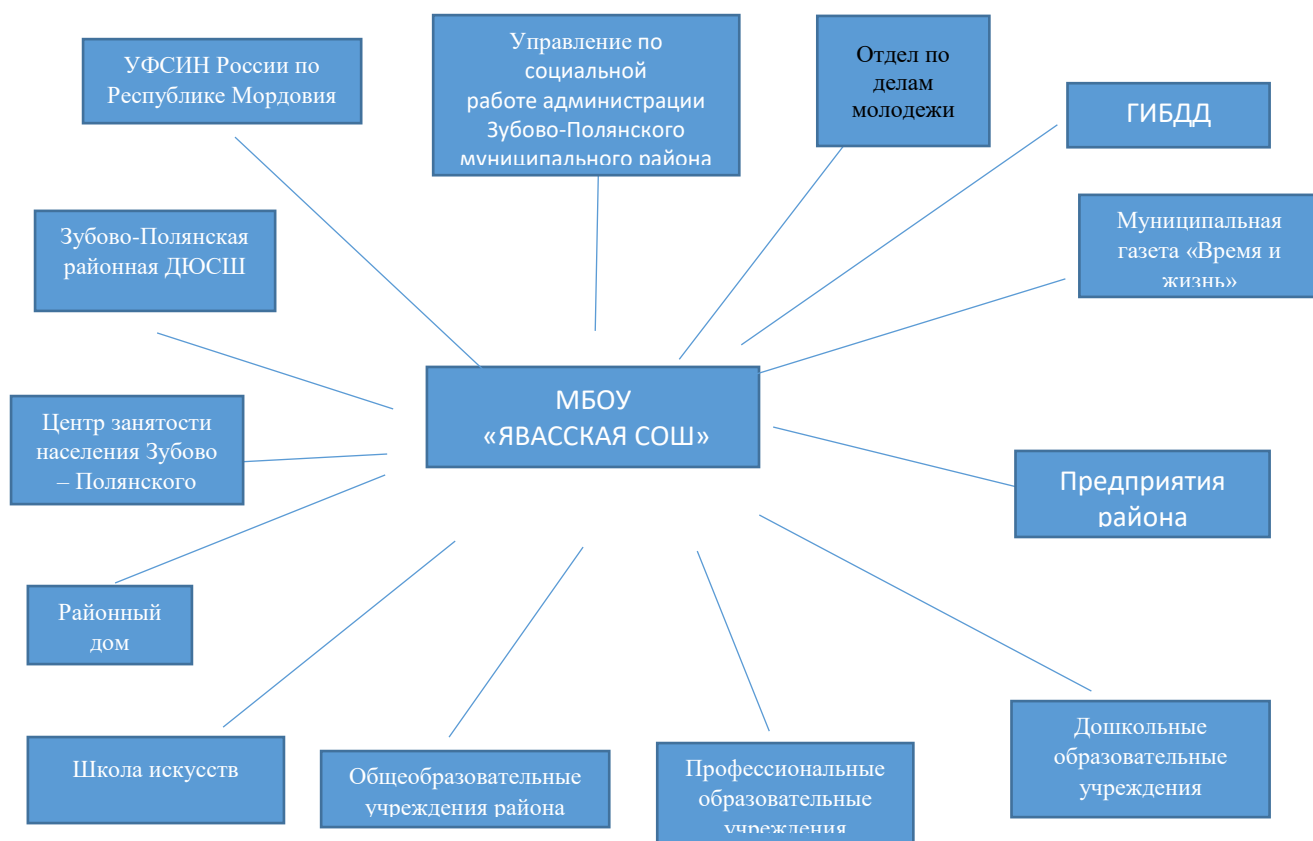 УФСИН России по
Республике Мордовия
Управление по
социальной
работе администрации
Зубово-Полянского
муниципального района
Отдел по
делам
молодежи
ГИБДД
Муниципальная
газета «Время и
жизнь»
Зубово-Полянская
районная ДЮСШ
МБОУ
«ЯВАССКАЯ СОШ»
Центр занятости
населения Зубово
– Полянского
Предприятия
района
Районный
дом
Школа искусств
Общеобразовательные
учреждения района
Профессиональные
образовательные
учреждения
Дошкольные
образовательные
учреждения